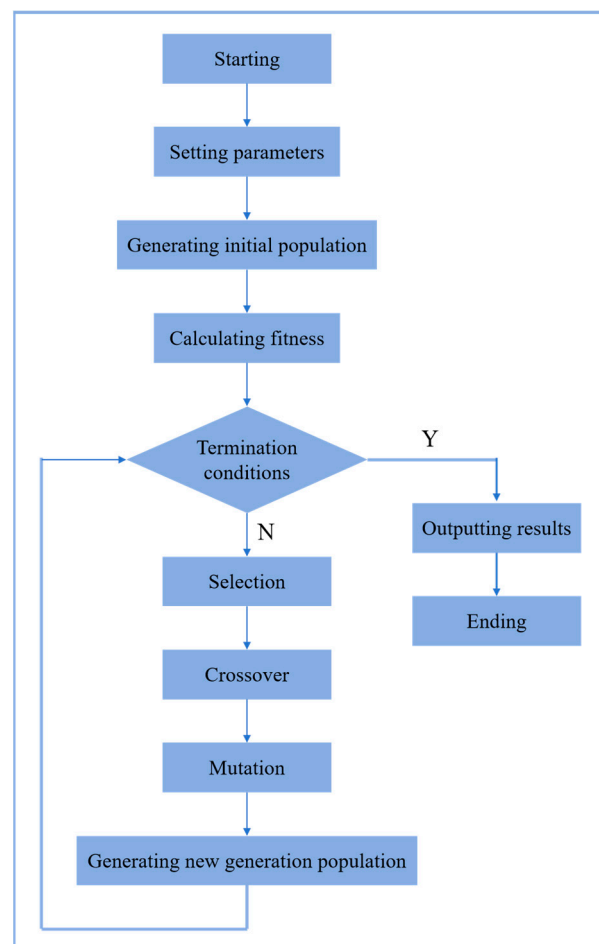 Starting
Setting parameters
Generating initial population
Calculating fitness
Termination
conditions
Y
N
Outputting results
Selection
Ending
Crossover
Mutation
Generating new generation population